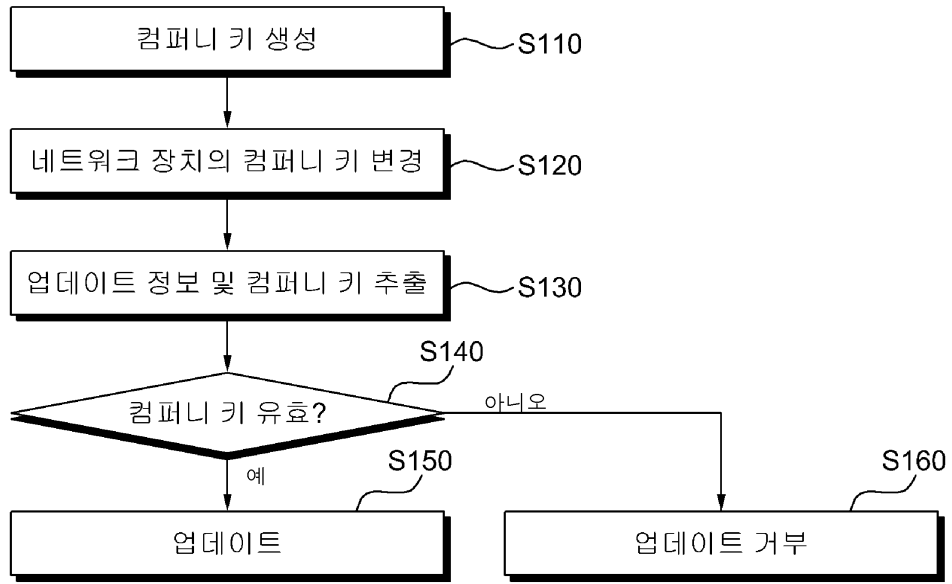 컴퍼니 키 생성
S110
네트워크 장치의 컴퍼니 키 변경
S120
업데이트 정보 및 컴퍼니 키 추출
S130
S140
컴퍼니 키 유효?
아니오
예
S150
S160
업데이트
업데이트 거부